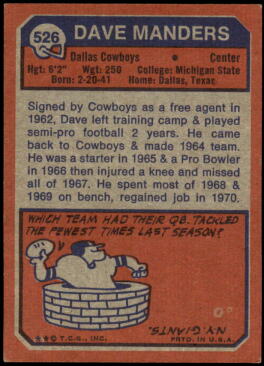 526
DAVE MANDERS
Dallas Cowboys • Center
Hgt: 6'2" Wgt: 250 College: Michigan State
Born: 2-20-41 Home: Dallas, Texas
Signed by Cowboys as a free agent in
1962, Dave left training camp & played
semi-pro football 2 years. He came
back to Cowboys & made 1964 team.
He was a starter in 1965 & a Pro Bowler
in 1966 then injured a knee and missed
all of 1967. He spent most of 1968 &
1969 on bench, regained job in 1970.
WHICH TEAM HAD THEIR QB. TACKLED
THE FEWEST TIMES LAST SEASON?
N.Y. GIANTS.
**© T.C.G., INC.
PRTD. IN U.S.A.